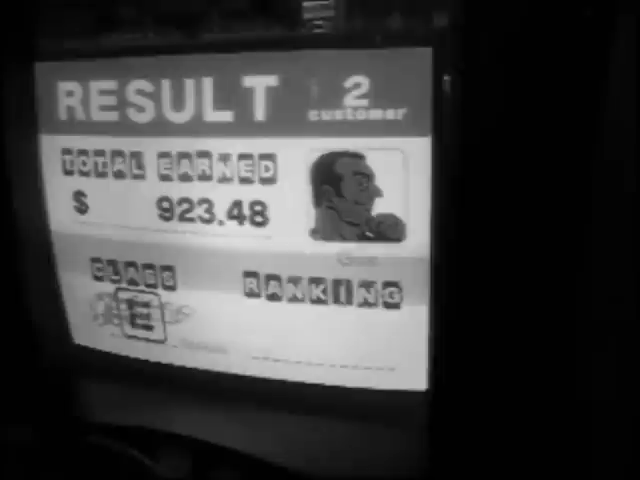 RESULT
2
customer
TOTAL EARNED
$ 923.48
CLASS
RANKING
E